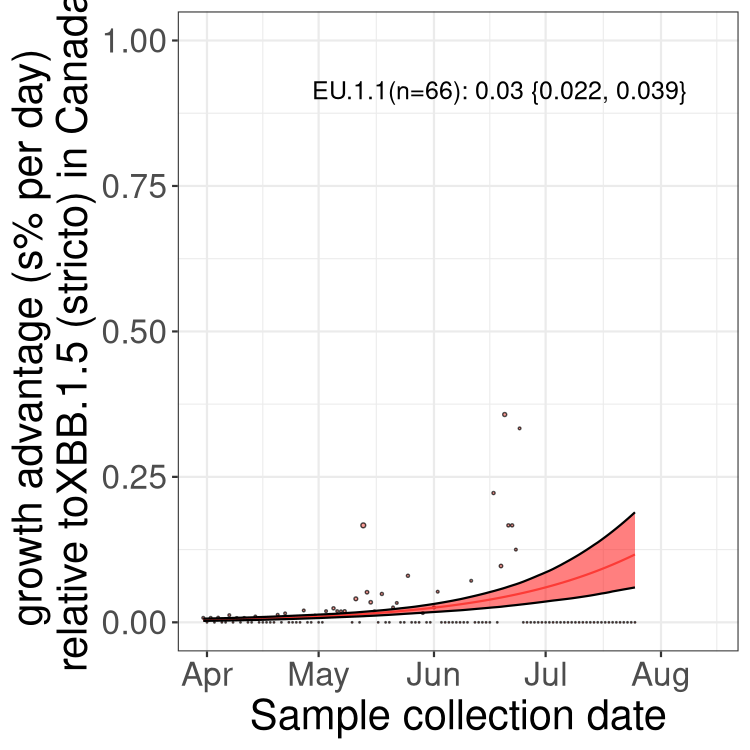 growth advantage (s% per day)
relative toXBB.1.5 (stricto) in Canada
1.00
0.75
0.50
0.25
0.00
EU.1.1(n=66): 0.03 {0.022, 0.039}
Apr May Jun Jul Aug
Sample collection date